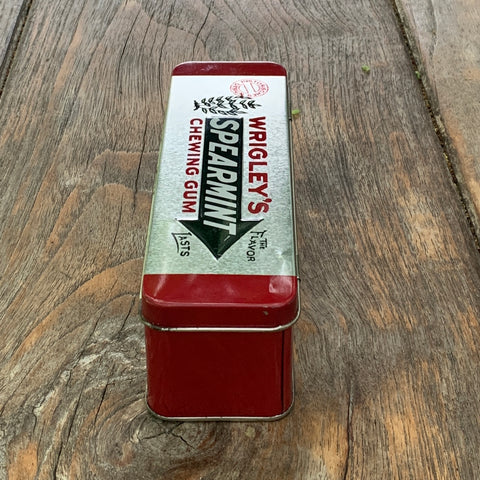 WRIGLEY'S
SPEARMINT
CHEWING GUM
THE FLAVOR
LASTS